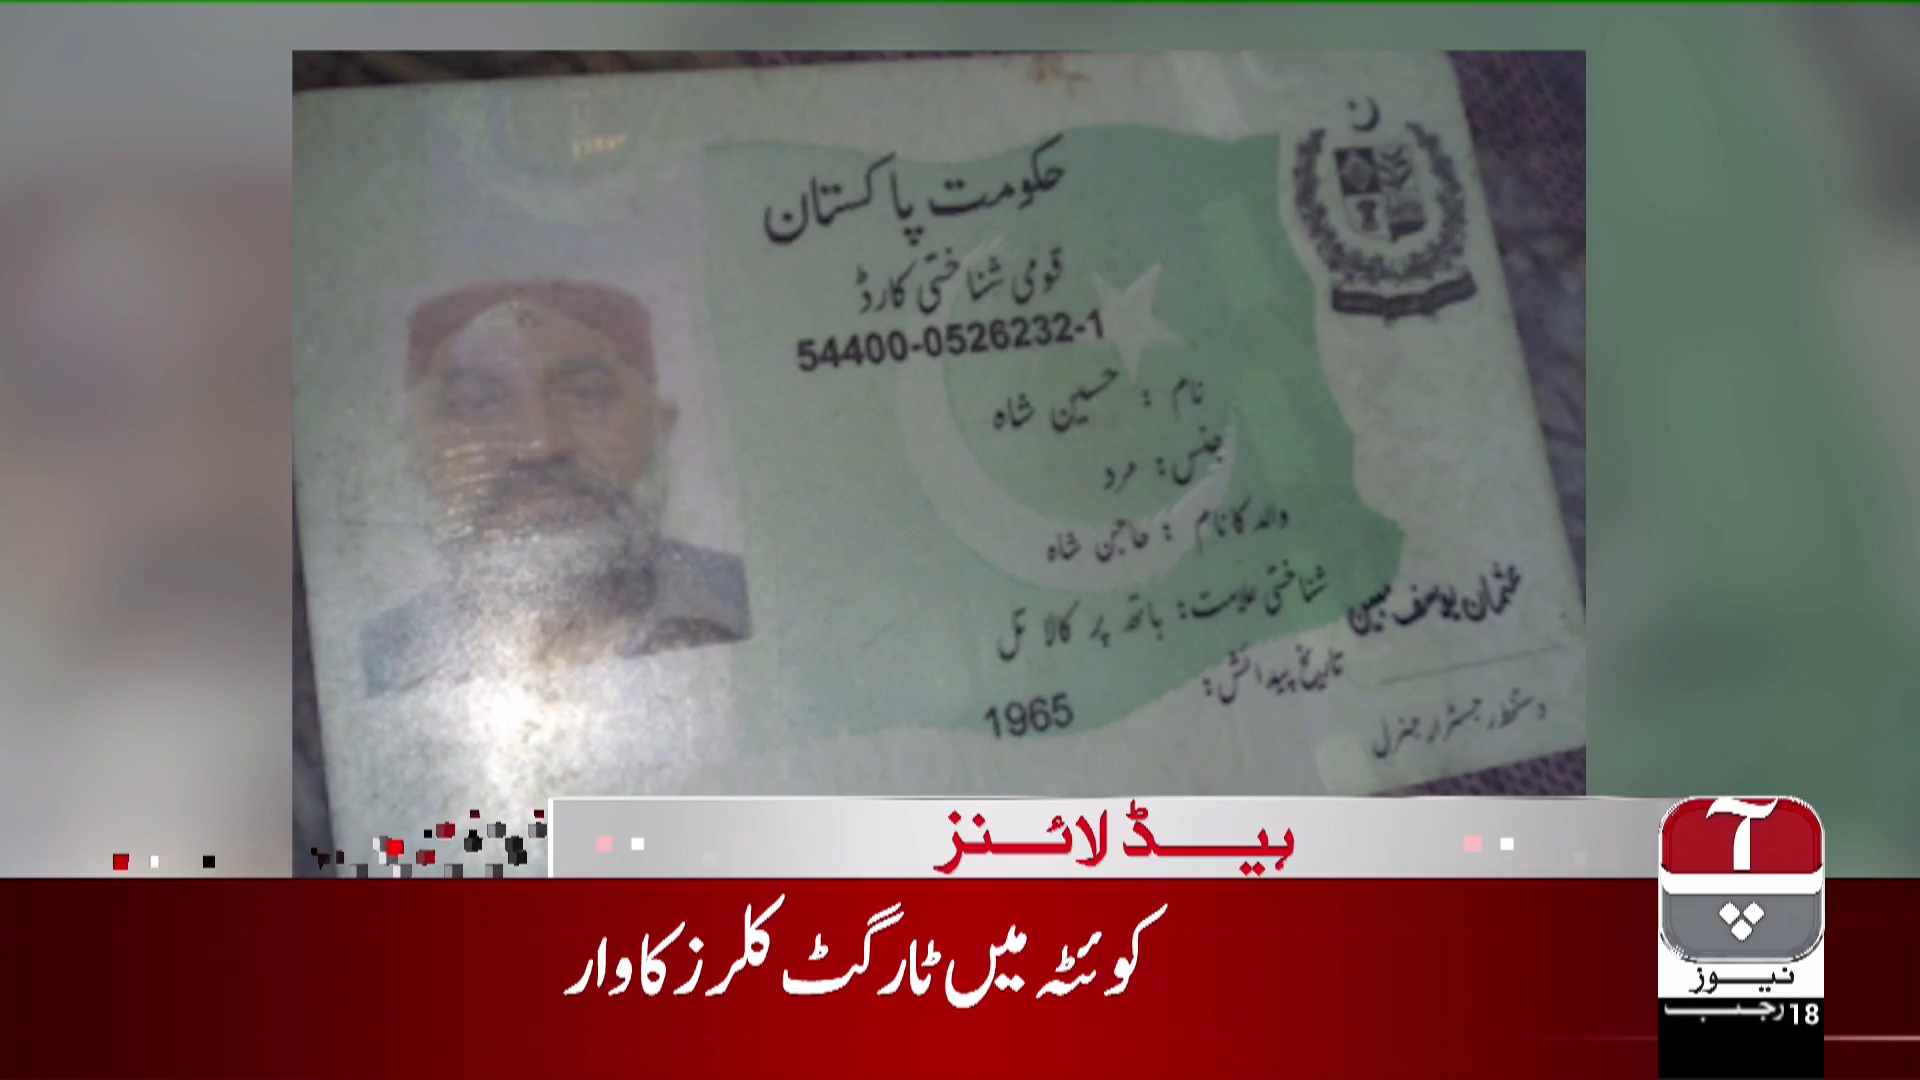 حکومت پاکستان
قومی شناختی کارڈ
54400-0526232-1
نام : حسین شاہ
جنس: مرد
والد کا نام : حاجن شاہ
شناختی علامت: ہاتھ پر کالا تل
تاریخ پیدائش:
1965
عثمان یوسف مبین
دستخط رجسٹرار جنرل
ہیڈ لائنز
کوئٹہ میں ٹارگٹ کلرز کا وار
آپ
نیوز
18 رجب